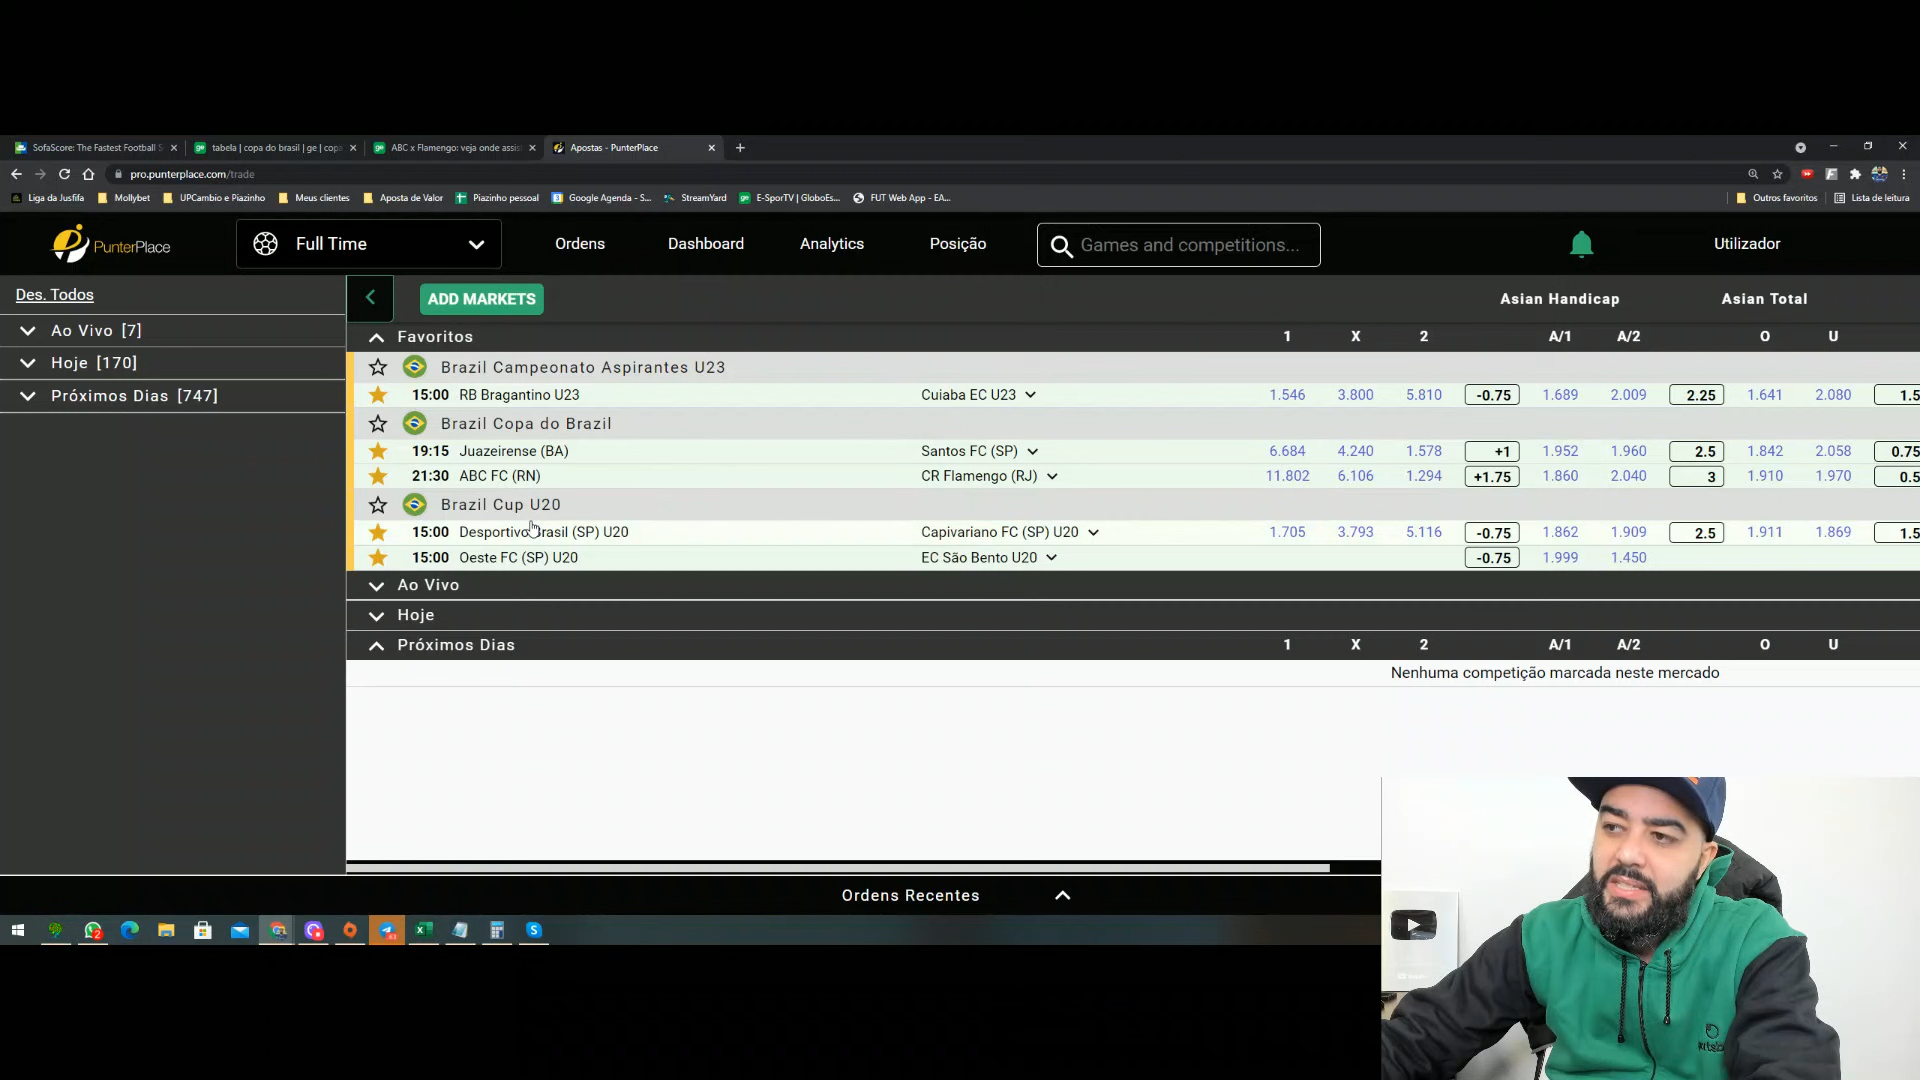 SofaScore: The Fastest Football S
tabela | copa do brasil | ge | copa
ABC x Flamengo: veja onde assis
Apostas - PunterPlace
pro.punterplace.com/trade
Liga da Jusfifa
Mollybet
UPCambio e Piazinho
Meus clientes
Aposta de Valor
Piazinho pessoal
Google Agenda - S...
StreamYard
E-SporTV | GloboEs...
FUT Web App - EA...
Outros favoritos
Lista de leitura
PunterPlace
Full Time
Ordens
Dashboard
Analytics
Posição
Games and competitions...
Utilizador
Des. Todos
Ao Vivo [7]
Hoje [170]
Próximos Dias [747]
ADD MARKETS
Asian Handicap
Asian Total
Favoritos 1 X 2 A/1 A/2 O U
Brazil Campeonato Aspirantes U23
15:00 RB Bragantino U23 Cuiaba EC U23 1.546 3.800 5.810 -0.75 1.689 2.009 2.25 1.641 2.080 1.5
Brazil Copa do Brazil
19:15 Juazeirense (BA) Santos FC (SP) 6.684 4.240 1.578 +1 1.952 1.960 2.5 1.842 2.058 0.75
21:30 ABC FC (RN) CR Flamengo (RJ) 11.802 6.106 1.294 +1.75 1.860 2.040 3 1.910 1.970 0.5
Brazil Cup U20
15:00 Desportivo Brasil (SP) U20 Capivariano FC (SP) U20 1.705 3.793 5.116 -0.75 1.862 1.909 2.5 1.911 1.869 1.5
15:00 Oeste FC (SP) U20 EC São Bento U20 -0.75 1.999 1.450
Ao Vivo
Hoje
Próximos Dias 1 X 2 A/1 A/2 O U
Nenhuma competição marcada neste mercado
Ordens Recentes